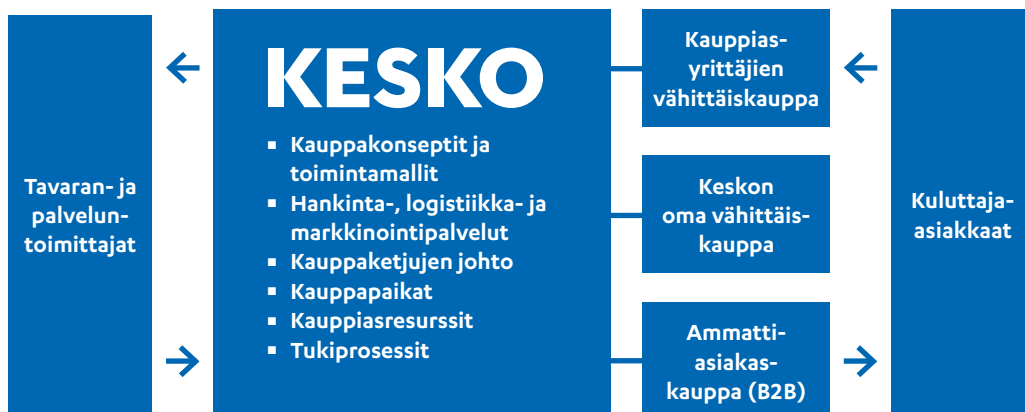 Tavaran- ja
palvelun-
toimittajat
KESKO
▪ Kauppakonseptit ja
toimintamallit
▪ Hankinta-, logistiikka- ja
markkinointipalvelut
▪ Kauppaketjujen johto
▪ Kauppapaikat
▪ Kauppiasresurssit
▪ Tukiprosessit
Kauppias-
yrittäjien
vähittäiskauppa
Keskon
oma vähittäis-
kauppa
Ammatti-
asiakas-
kauppa (B2B)
Kuluttaja-
asiakkaat